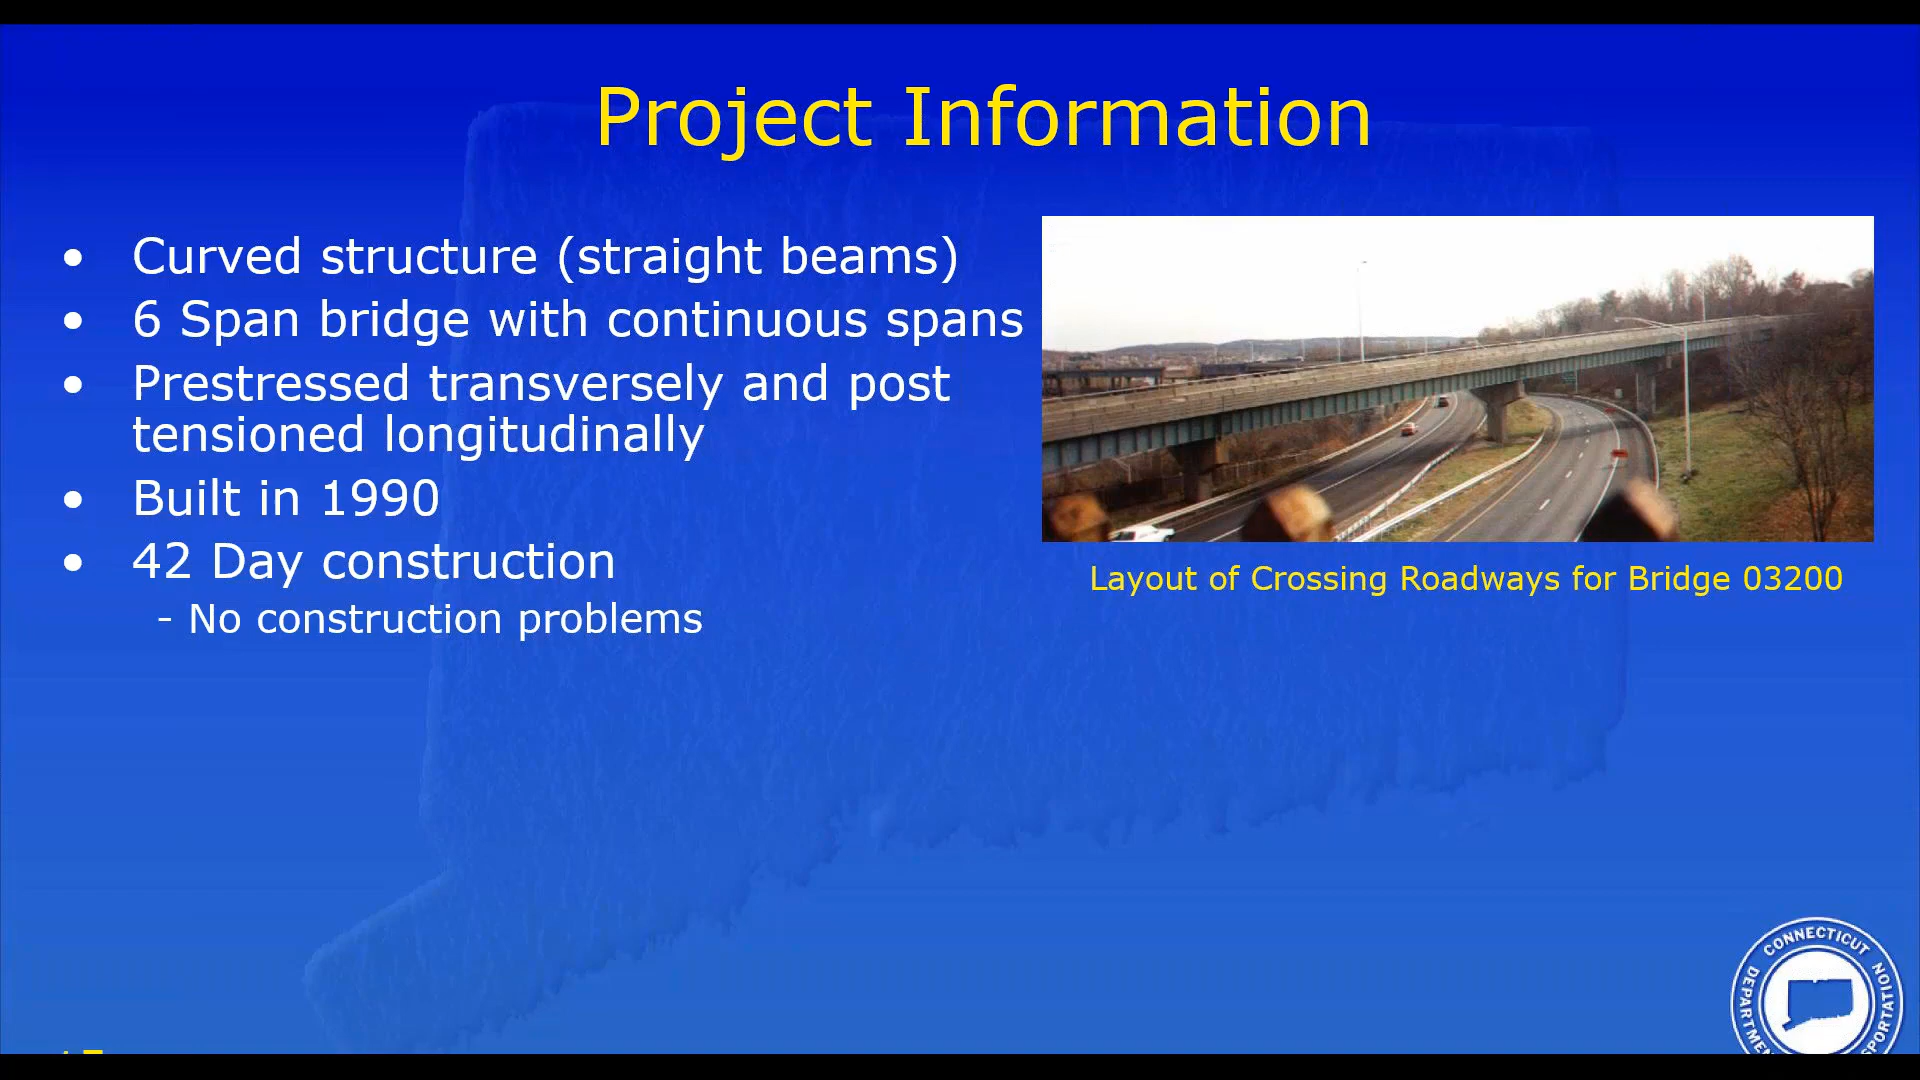 Project Information
• Curved structure (straight beams)
• 6 Span bridge with continuous spans
• Prestressed transversely and post
tensioned longitudinally
• Built in 1990
• 42 Day construction
- No construction problems
Layout of Crossing Roadways for Bridge 03200
CONNECTICUT